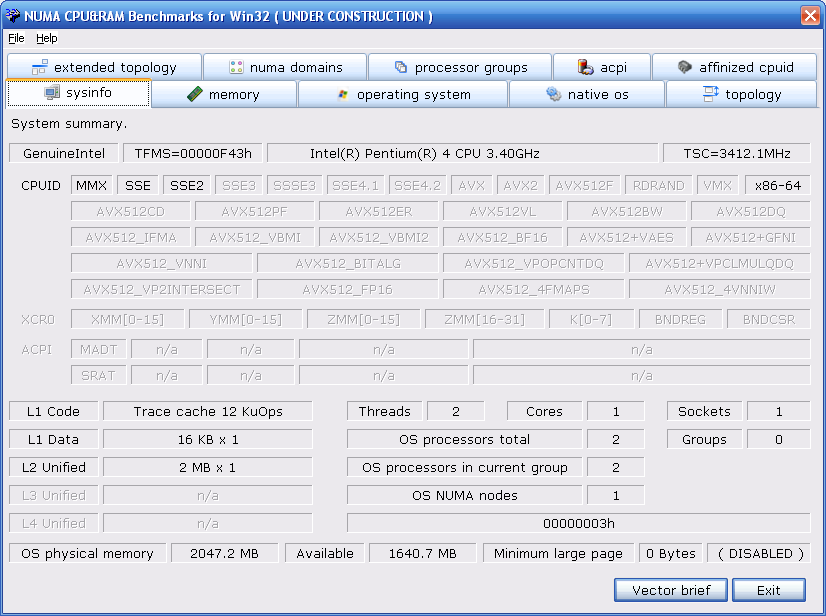 NUMA CPU&RAM Benchmarks for Win32 ( UNDER CONSTRUCTION )
File Help
extended topology numa domains processor groups acpi affinized cpuid
sysinfo memory operating system native os topology
System summary.
GenuineIntel TFMS=00000F43h Intel(R) Pentium(R) 4 CPU 3.40GHz TSC=3412.1MHz
CPUID MMX SSE SSE2 SSE3 SSSE3 SSE4.1 SSE4.2 AVX AVX2 AVX512F RDRAND VMX x86-64
AVX512CD AVX512PF AVX512ER AVX512VL AVX512BW AVX512DQ
AVX512_IFMA AVX512_VBMI AVX512_VBMI2 AVX512_BF16 AVX512+VAES AVX512+GFNI
AVX512_VNNI AVX512_BITALG AVX512_VPOPCNTDQ AVX512+VPCLMULQDQ
AVX512_VP2INTERSECT AVX512_FP16 AVX512_4FMAPS AVX512_4VNNIW
XCR0 XMM[0-15] YMM[0-15] ZMM[0-15] ZMM[16-31] K[0-7] BNDREG BNDCSR
ACPI MADT n/a n/a n/a n/a
SRAT n/a n/a n/a n/a
L1 Code Trace cache 12 KuOps Threads 2 Cores 1 Sockets 1
L1 Data 16 KB x 1 OS processors total 2 Groups 0
L2 Unified 2 MB x 1 OS processors in current group 2
L3 Unified n/a OS NUMA nodes 1
L4 Unified n/a 00000003h
OS physical memory 2047.2 MB Available 1640.7 MB Minimum large page 0 Bytes ( DISABLED )
Vector brief Exit